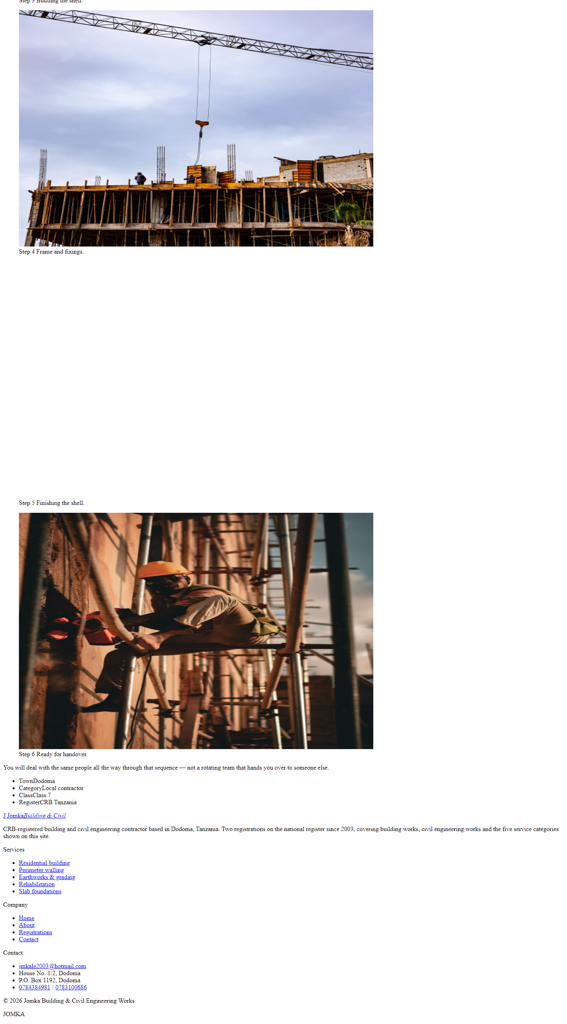 Step 3 Building the shell.
Step 4 Frame and fixings.
Step 5 Finishing the shell.
Step 6 Ready for handover.
You will deal with the same people all the way through that sequence — not a rotating team that hands you over to someone else.
TownDodoma
CategoryLocal contractor
ClassClass 7
RegisterCRB Tanzania
J JomkaBuilding & Civil
CRB-registered building and civil engineering contractor based in Dodoma, Tanzania. Two registrations on the national register since 2003, covering building works, civil engineering works and the five service categories
shown on this site.
Services
Residential building
Perimeter walling
Earthworks & grading
Rehabilitation
Slab foundations
Company
Home
About
Registrations
Contact
Contact
jmkale2003@hotmail.com
House No. 1/2, Dodoma
P.O. Box 1192, Dodoma
0784384981 / 0783100686
© 2026 Jomka Building & Civil Engineering Works
JOMKA